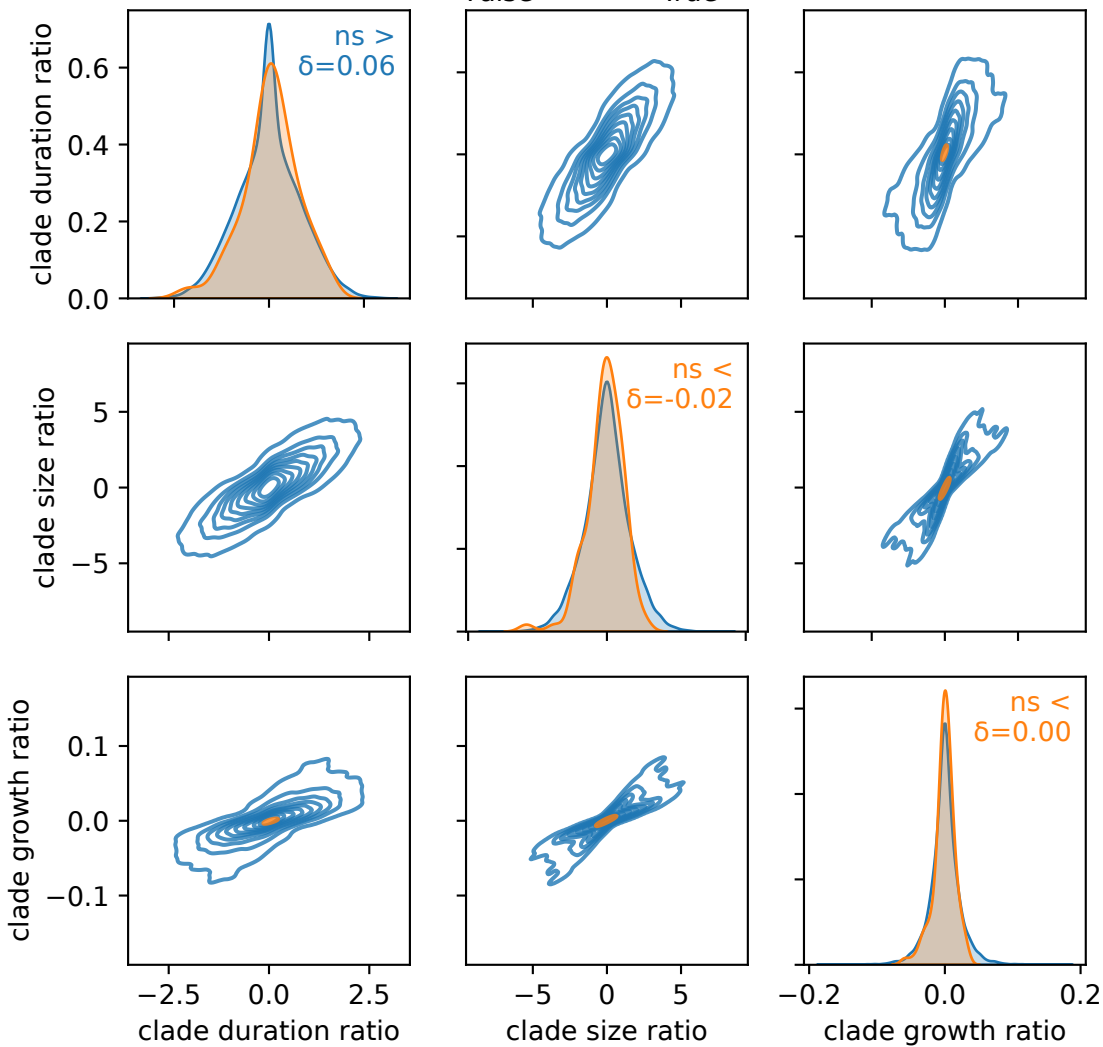 clade duration ratio
0.6
0.4
0.2
0.0
ns >
δ=0.06
clade size ratio
5
0
−5
−5
0
5
ns <
δ=-0.02
clade growth ratio
0.1
0.0
−0.1
ns <
δ=0.00
−2.5
0.0
2.5
−5
0
5
−0.2
0.0
0.2
clade duration ratio
clade size ratio
clade growth ratio